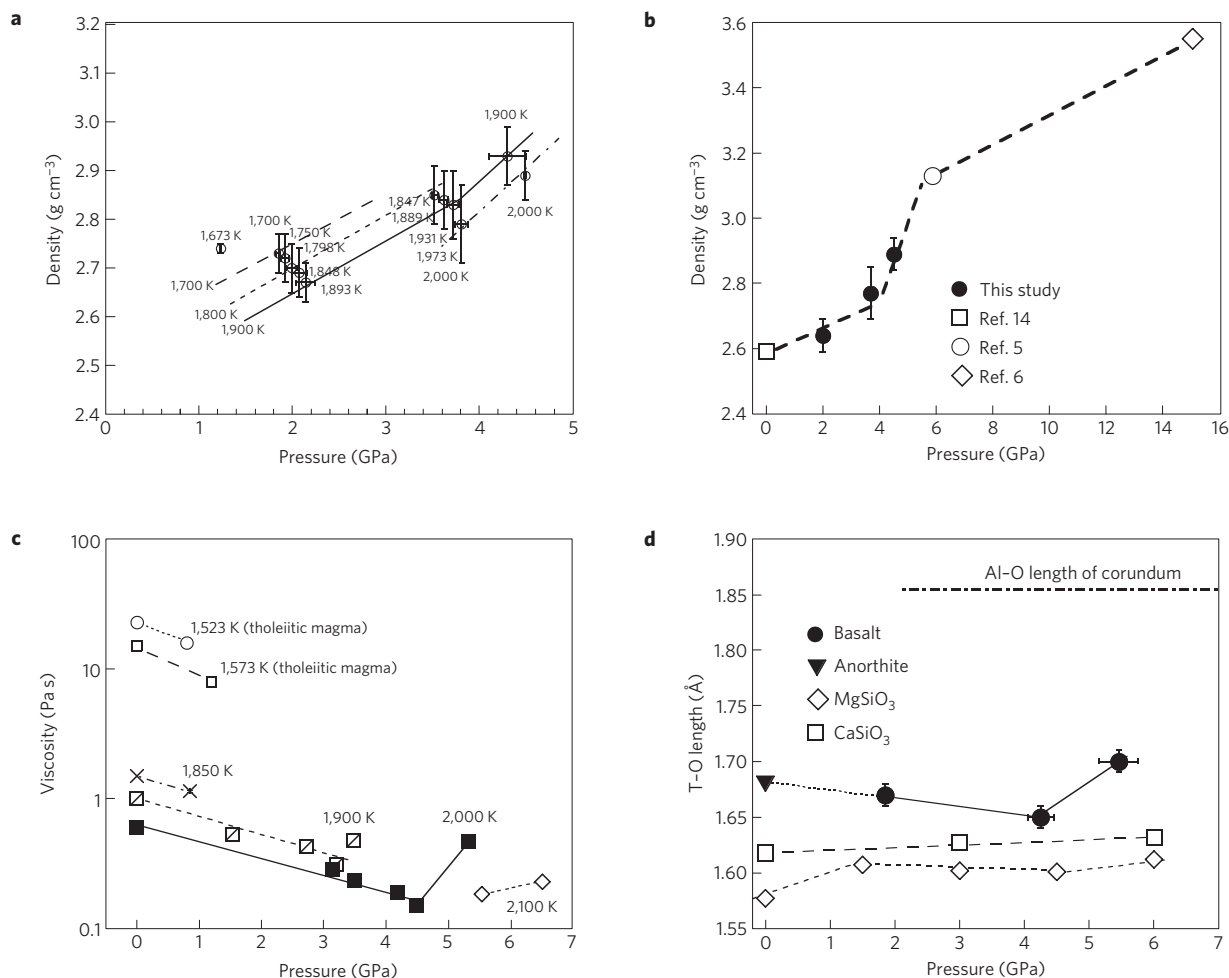 a
3.2
3.1
3.0
2.9
2.8
2.7
2.6
2.5
2.4
Density (g cm⁻³)
1,673 K
1,700 K
1,750 K
1,798 K
1,848 K
1,893 K
1,700 K
1,800 K
1,900 K
1,847 K
1,889 K
1,931 K
1,973 K
2,000 K
1,900 K
2,000 K
0 1 2 3 4 5
Pressure (GPa)
b
3.6
3.4
3.2
3.0
2.8
2.6
2.4
Density (g cm⁻³)
This study
Ref. 14
Ref. 5
Ref. 6
0 2 4 6 8 10 12 14 16
Pressure (GPa)
c
100
10
1
0.1
Viscosity (Pa s)
1,523 K (tholeiitic magma)
1,573 K (tholeiitic magma)
1,850 K
1,900 K
2,000 K
2,100 K
0 1 2 3 4 5 6 7
Pressure (GPa)
d
1.90
1.85
1.80
1.75
1.70
1.65
1.60
1.55
T–O length (Å)
Al–O length of corundum
Basalt
Anorthite
MgSiO₃
CaSiO₃
0 1 2 3 4 5 6 7
Pressure (GPa)